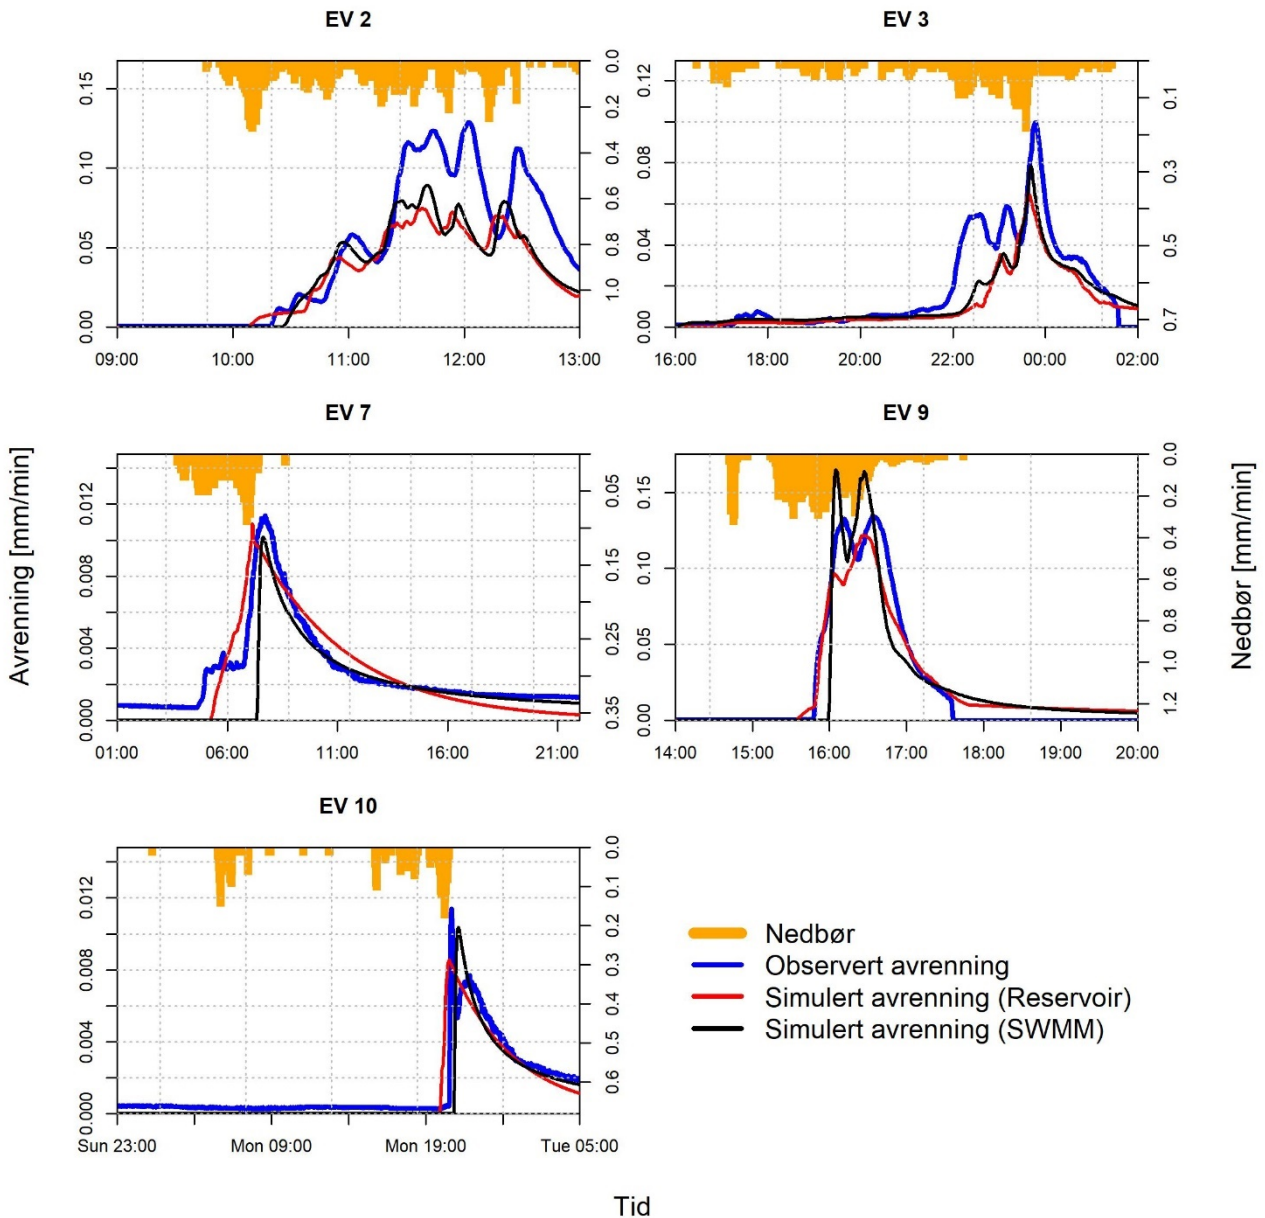 EV 2
0.00 0.05 0.10 0.15
0.0 0.2 0.4 0.6 0.8 1.0
09:00 10:00 11:00 12:00 13:00
EV 3
0.00 0.04 0.08 0.12
0.1 0.3 0.5 0.7
16:00 18:00 20:00 22:00 00:00 02:00
EV 7
0.000 0.004 0.008 0.012
0.05 0.15 0.25 0.35
01:00 06:00 11:00 16:00 21:00
EV 9
0.00 0.05 0.10 0.15
0.0 0.2 0.4 0.6 0.8 1.0 1.2
14:00 15:00 16:00 17:00 18:00 19:00 20:00
Avrenning [mm/min]
Nedbør [mm/min]
EV 10
0.000 0.004 0.008 0.012
0.0 0.1 0.2 0.3 0.4 0.5 0.6
Sun 23:00 Mon 09:00 Mon 19:00 Tue 05:00
Nedbør
Observert avrenning
Simulert avrenning (Reservoir)
Simulert avrenning (SWMM)
Tid